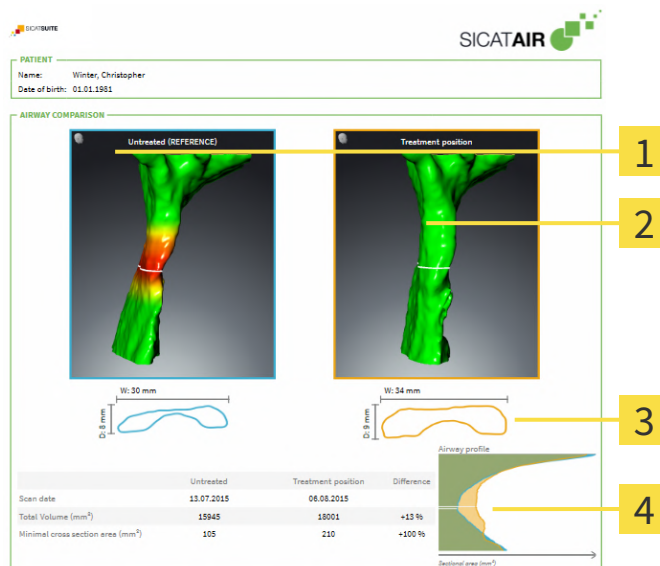 SICATSUITE
SICATAIR
PATIENT
Name: Winter, Christopher
Date of birth: 01.01.1981
AIRWAY COMPARISON
Untreated (REFERENCE)
Treatment position
1
2
W: 30 mm
D: 8 mm
W: 34 mm
D: 9 mm
3
Airway profile
Untreated Treatment position Difference
Scan date 13.07.2015 06.08.2015
Total Volume (mm³) 15945 18001 +13 %
Minimal cross section area (mm²) 105 210 +100 %
4
Sectional area (mm²)